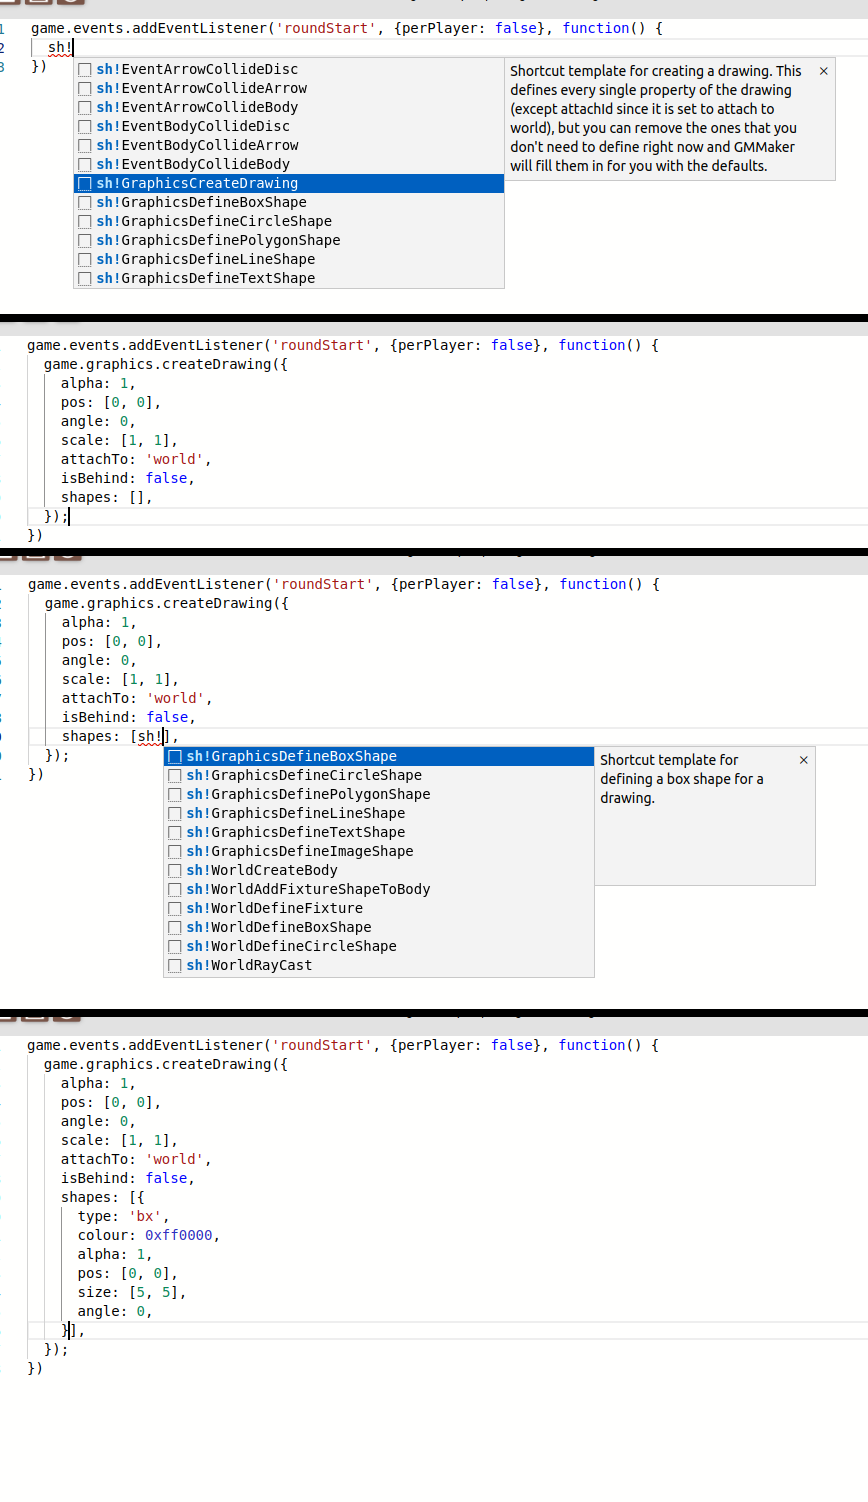 1 game.events.addEventListener('roundStart', {perPlayer: false}, function() {
2 sh!
3 })
sh!EventArrowCollideDisc
sh!EventArrowCollideArrow
sh!EventArrowCollideBody
sh!EventBodyCollideDisc
sh!EventBodyCollideArrow
sh!EventBodyCollideBody
sh!GraphicsCreateDrawing
sh!GraphicsDefineBoxShape
sh!GraphicsDefineCircleShape
sh!GraphicsDefinePolygonShape
sh!GraphicsDefineLineShape
sh!GraphicsDefineTextShape
Shortcut template for creating a drawing. This ×
defines every single property of the drawing
(except attachId since it is set to attach to
world), but you can remove the ones that you
don't need to define right now and GMMaker
will fill them in for you with the defaults.
game.events.addEventListener('roundStart', {perPlayer: false}, function() {
game.graphics.createDrawing({
alpha: 1,
pos: [0, 0],
angle: 0,
scale: [1, 1],
attachTo: 'world',
isBehind: false,
shapes: [],
});
})
game.events.addEventListener('roundStart', {perPlayer: false}, function() {
game.graphics.createDrawing({
alpha: 1,
pos: [0, 0],
angle: 0,
scale: [1, 1],
attachTo: 'world',
isBehind: false,
shapes: [sh!],
});
})
sh!GraphicsDefineBoxShape
sh!GraphicsDefineCircleShape
sh!GraphicsDefinePolygonShape
sh!GraphicsDefineLineShape
sh!GraphicsDefineTextShape
sh!GraphicsDefineImageShape
sh!WorldCreateBody
sh!WorldAddFixtureShapeToBody
sh!WorldDefineFixture
sh!WorldDefineBoxShape
sh!WorldDefineCircleShape
sh!WorldRayCast
Shortcut template for ×
defining a box shape for a
drawing.
game.events.addEventListener('roundStart', {perPlayer: false}, function() {
game.graphics.createDrawing({
alpha: 1,
pos: [0, 0],
angle: 0,
scale: [1, 1],
attachTo: 'world',
isBehind: false,
shapes: [{
type: 'bx',
colour: 0xff0000,
alpha: 1,
pos: [0, 0],
size: [5, 5],
angle: 0,
}],
});
})